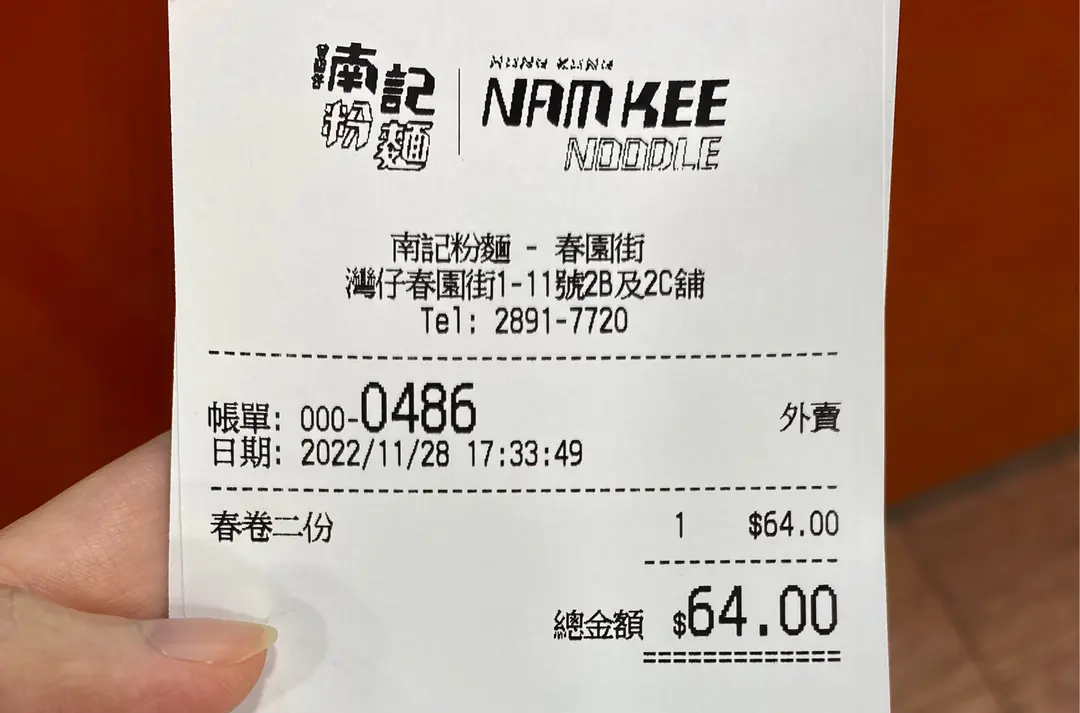 南記
粉麵
NAM KEE
NOODLE
南記粉麵 - 春園街
灣仔春園街1-11號2B及2C舖
Tel: 2891-7720
帳單: 000-0486 外賣
日期: 2022/11/28 17:33:49
春卷二份 1 $64.00
總金額 $64.00